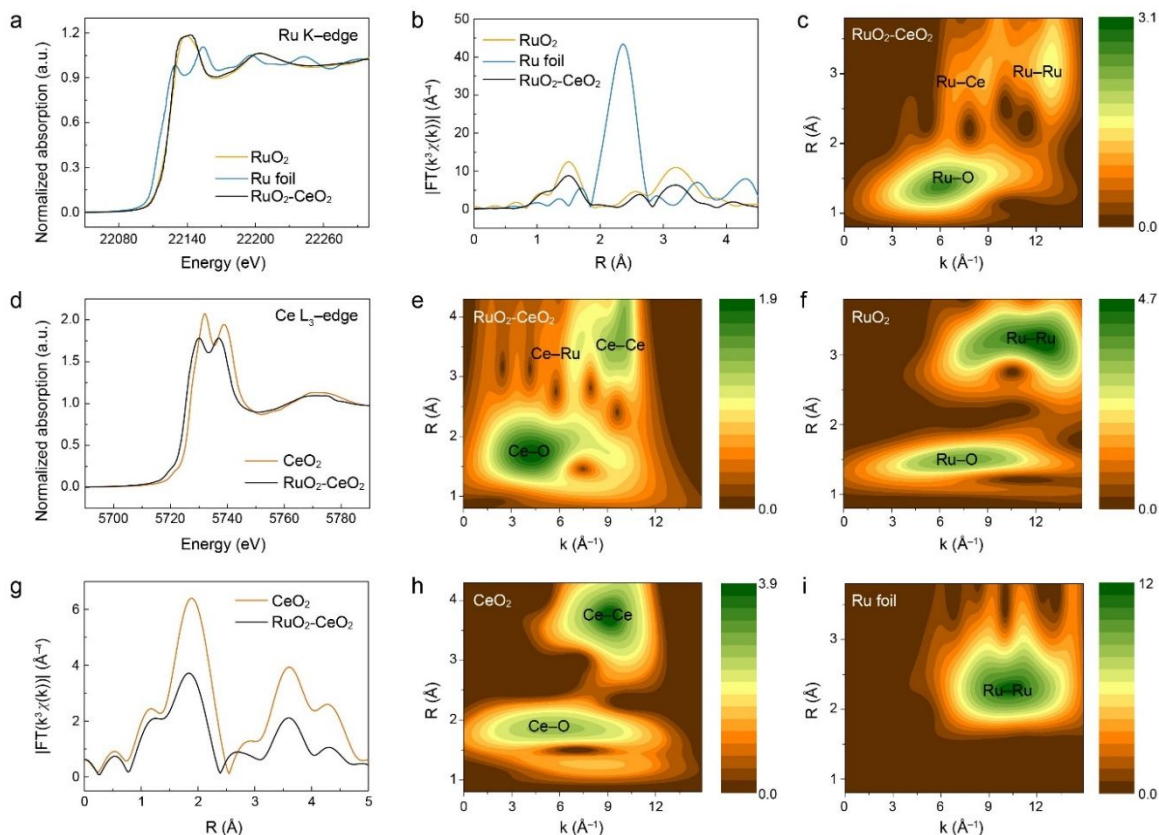 a
Ru K–edge
Normalized absorption (a.u.)
1.2
0.9
0.6
0.3
0.0
RuO₂
Ru foil
RuO₂-CeO₂
22080 22140 22200 22260
Energy (eV)
b
|FT(k³χ(k))| (Å⁻⁴)
50
40
30
20
10
0
RuO₂
Ru foil
RuO₂-CeO₂
0 1 2 3 4
R (Å)
c
RuO₂-CeO₂
R (Å)
3
2
1
Ru–Ce
Ru–Ru
Ru–O
0 3 6 9 12
k (Å⁻¹)
3.1
0.0
d
Ce L₃–edge
Normalized absorption (a.u.)
2.0
1.5
1.0
0.5
0.0
CeO₂
RuO₂-CeO₂
5700 5720 5740 5760 5780
Energy (eV)
e
RuO₂-CeO₂
R (Å)
4
3
2
1
Ce–Ru
Ce–Ce
Ce–O
0 3 6 9 12
k (Å⁻¹)
1.9
0.0
f
RuO₂
R (Å)
3
2
1
Ru–Ru
Ru–O
0 3 6 9 12
k (Å⁻¹)
4.7
0.0
g
|FT(k³χ(k))| (Å⁻⁴)
6
4
2
0
CeO₂
RuO₂-CeO₂
0 1 2 3 4 5
R (Å)
h
CeO₂
R (Å)
4
3
2
1
Ce–Ce
Ce–O
0 3 6 9 12
k (Å⁻¹)
3.9
0.0
i
Ru foil
R (Å)
3
2
1
Ru–Ru
0 3 6 9 12
k (Å⁻¹)
12
0.0